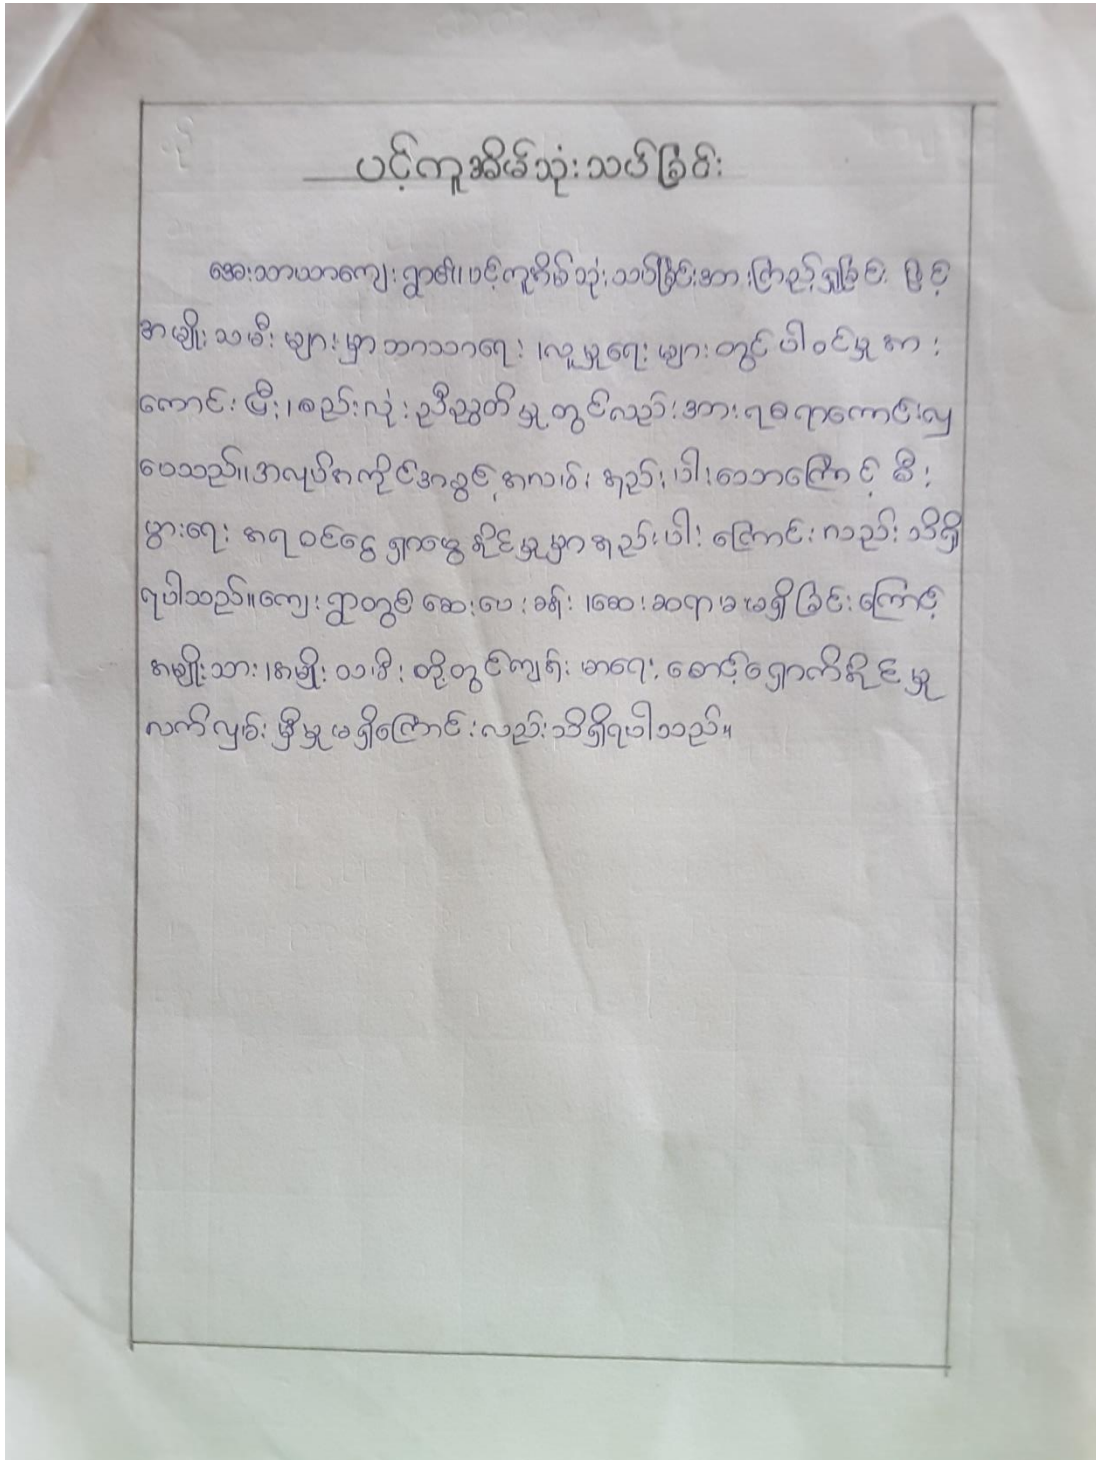 ပင့်ကူအိမ်သုံးသပ်ခြင်း
အေးသာယာကျေးရွာ၏ပင့်ကူအိမ်သုံးသပ်ခြင်းအားကြည့်ရှုခြင်းဖြင့်
အမျိုးသမီးများမှာဘာသာရေး၊လူမှုရေးများတွင်ပါဝင်မှုအား
ကောင်းပြီး၊စည်းလုံးညီညွတ်မှုတွင်လည်းအားရစရာကောင်းလှ
ပေသည်။အလုပ်အကိုင်အခွင့်အလမ်းနည်းပါးသောကြောင့်စီး
ပွားရေးအရဝင်ငွေရှာဖွေနိုင်မှုမှာနည်းပါးကြောင်းလည်းသိရှိ
ရပါသည်။ကျေးရွာတွင်ဆေးပေးခန်း၊ဆေးဆရာမမရှိခြင်းကြောင့်
အမျိုးသား၊အမျိုးသမီးတို့တွင်ကျန်းမာရေးစောင့်ရှောက်နိုင်မှု
လက်လှမ်းမှီမှုမရှိကြောင်းလည်းသိရှိရပါသည်။